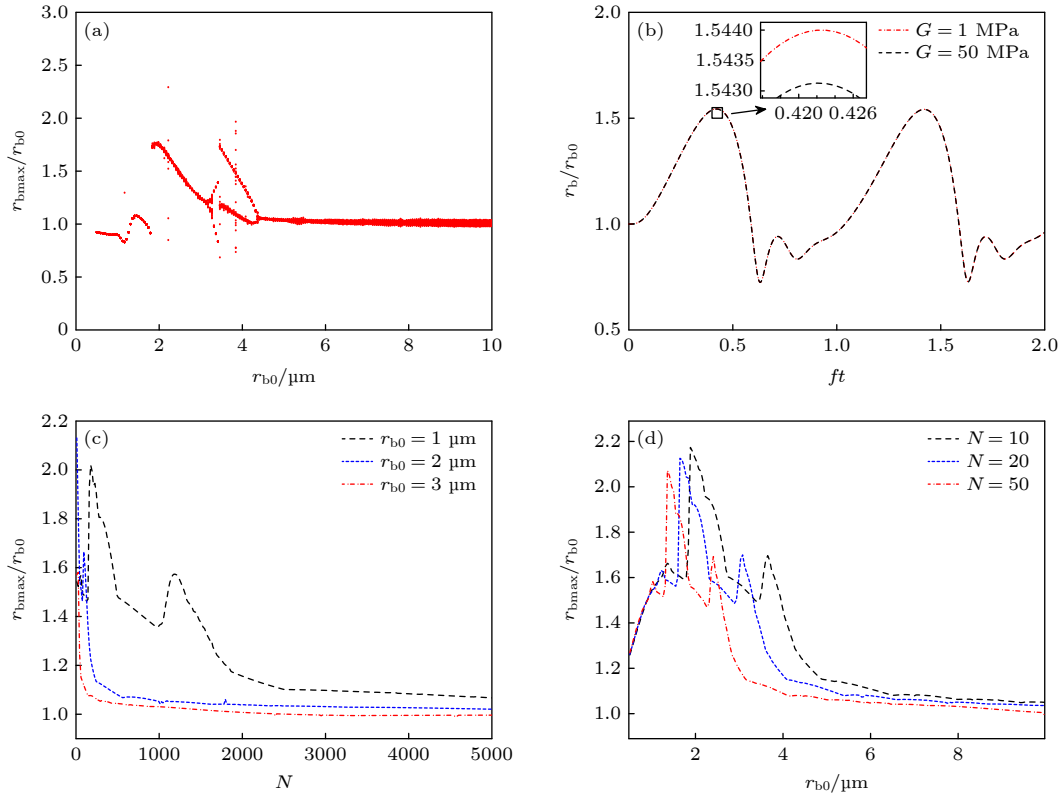 (a)
3.0
2.5
2.0
1.5
1.0
0.5
0
r_bmax/r_b0
0 2 4 6 8 10
r_b0/µm
(b)
2.0
1.5
1.0
0.5
r_b/r_b0
1.5440
1.5435
1.5430
0.420 0.426
G = 1 MPa
G = 50 MPa
0 0.5 1.0 1.5 2.0
ft
(c)
2.2
2.0
1.8
1.6
1.4
1.2
1.0
r_bmax/r_b0
r_b0 = 1 µm
r_b0 = 2 µm
r_b0 = 3 µm
0 1000 2000 3000 4000 5000
N
(d)
2.2
2.0
1.8
1.6
1.4
1.2
1.0
r_bmax/r_b0
N = 10
N = 20
N = 50
2 4 6 8
r_b0/µm